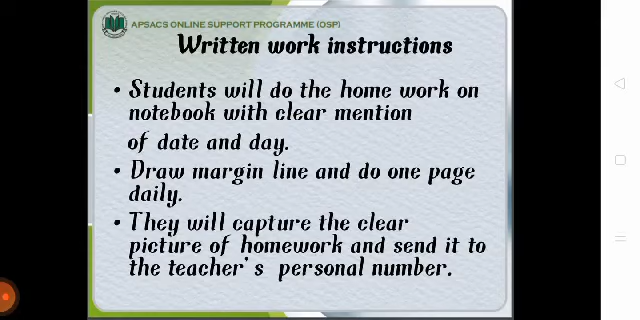 APSACS ONLINE SUPPORT PROGRAMME (OSP)
Written work instructions
• Students will do the home work on
notebook with clear mention
of date and day.
• Draw margin line and do one page
daily.
• They will capture the clear
picture of homework and send it to
the teacher's personal number.